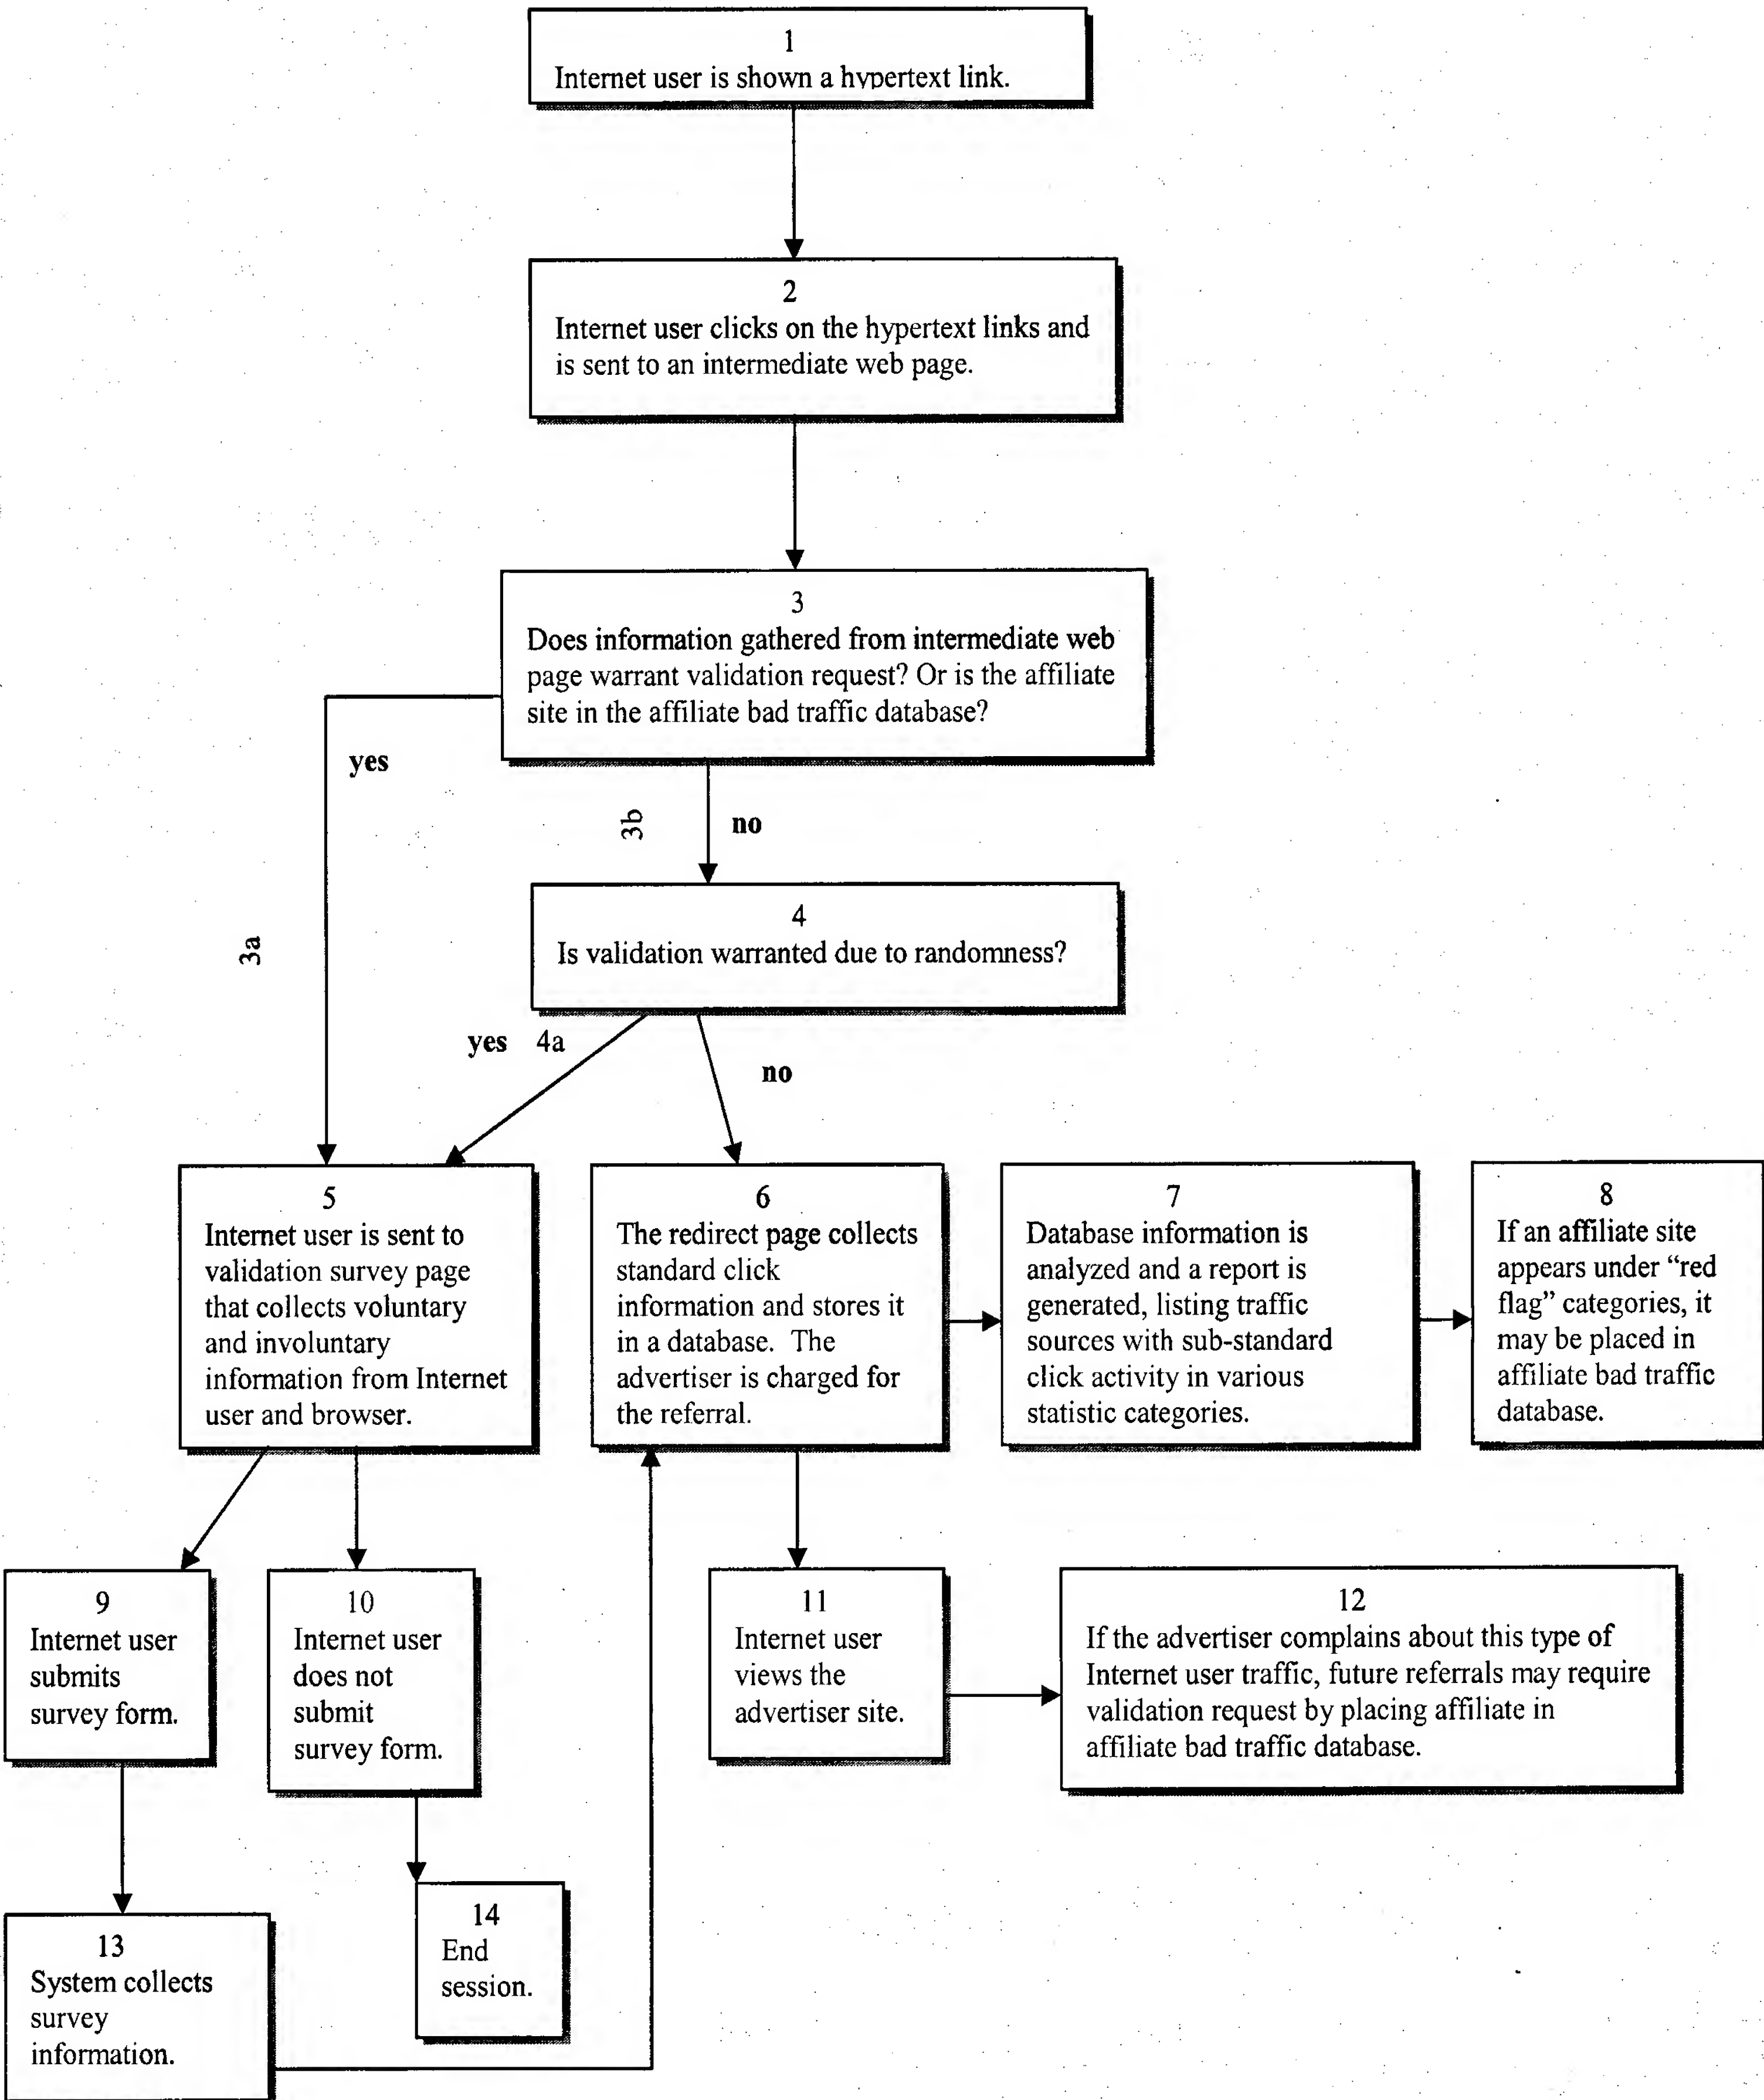 1
Internet user is shown a hypertext link.
2
Internet user clicks on the hypertext links and
is sent to an intermediate web page.
3
Does information gathered from intermediate web
page warrant validation request? Or is the affiliate
site in the affiliate bad traffic database?
yes
3a
3b
no
4
Is validation warranted due to randomness?
yes 4a
no
5
Internet user is sent to
validation survey page
that collects voluntary
and involuntary
information from Internet
user and browser.
6
The redirect page collects
standard click
information and stores it
in a database. The
advertiser is charged for
the referral.
7
Database information is
analyzed and a report is
generated, listing traffic
sources with sub-standard
click activity in various
statistic categories.
8
If an affiliate site
appears under “red
flag” categories, it
may be placed in
affiliate bad traffic
database.
9
Internet user
submits
survey form.
10
Internet user
does not
submit
survey form.
11
Internet user
views the
advertiser site.
12
If the advertiser complains about this type of
Internet user traffic, future referrals may require
validation request by placing affiliate in
affiliate bad traffic database.
13
System collects
survey
information.
14
End
session.